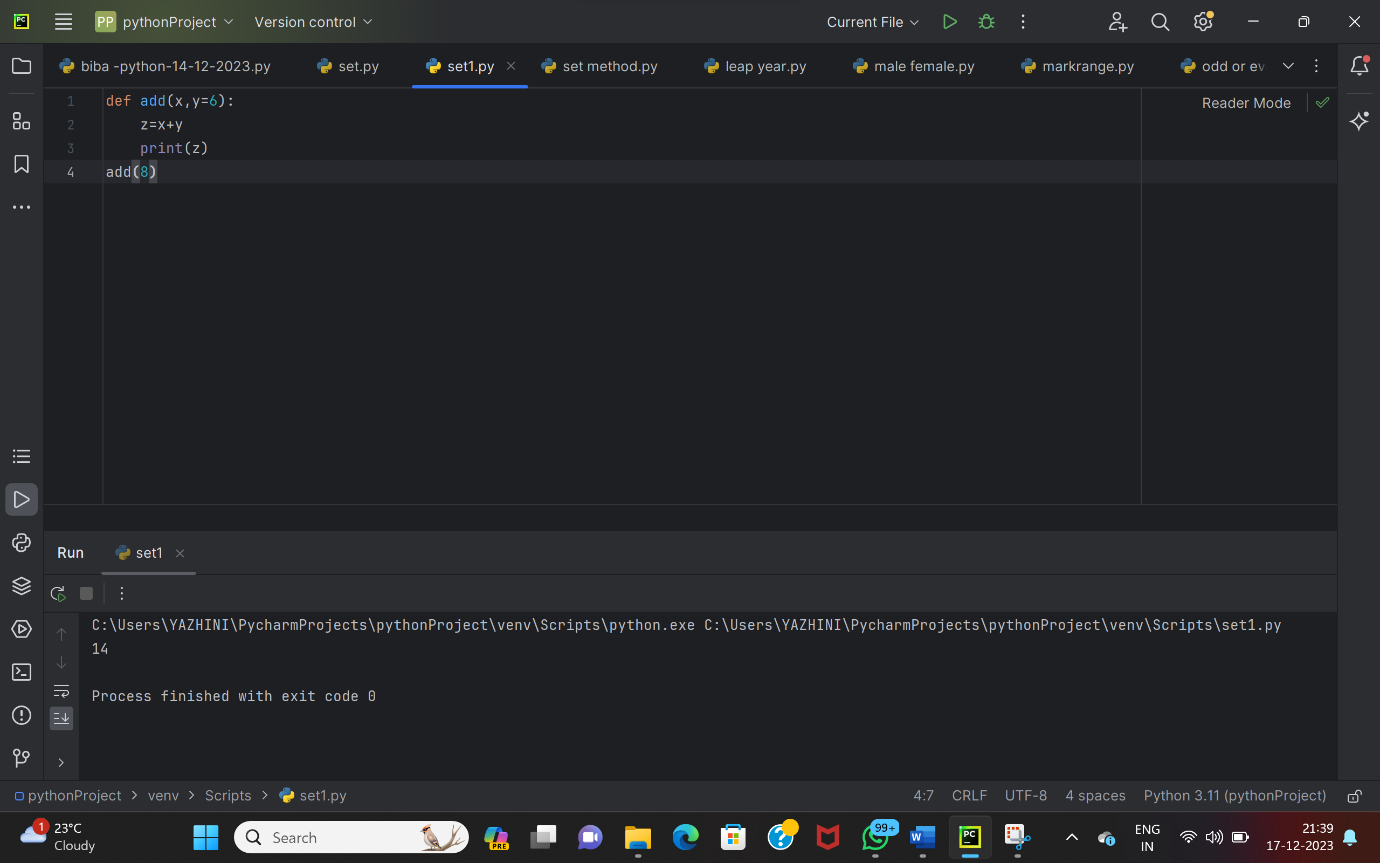 PC PP pythonProject Version control Current File
biba -python-14-12-2023.py set.py set1.py set method.py leap year.py male female.py markrange.py odd or ev
1 def add(x,y=6): Reader Mode
2 z=x+y
3 print(z)
4 add(8)
Run set1
C:\Users\YAZHINI\PycharmProjects\pythonProject\venv\Scripts\python.exe C:\Users\YAZHINI\PycharmProjects\pythonProject\venv\Scripts\set1.py
14
Process finished with exit code 0
pythonProject > venv > Scripts > set1.py 4:7 CRLF UTF-8 4 spaces Python 3.11 (pythonProject)
1 23°C
Cloudy
Search
PRE
99+
W
PC
ENG
IN
21:39
17-12-2023